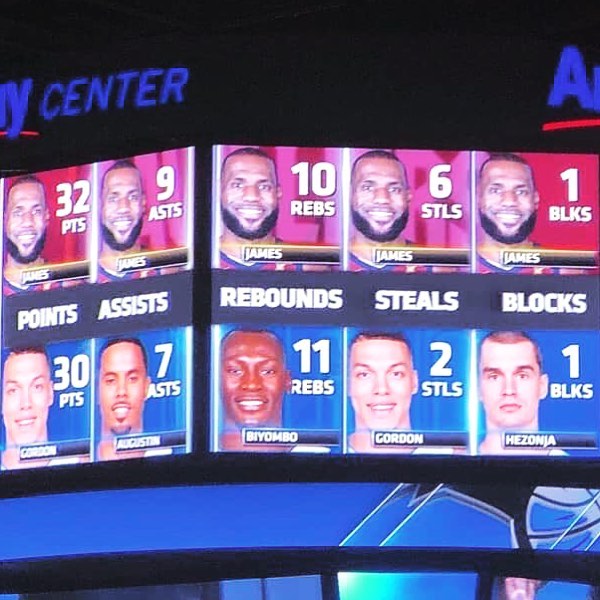 CENTER
32
PTS
JAMES
9
ASTS
JAMES
10
REBS
JAMES
6
STLS
JAMES
1
BLKS
JAMES
POINTS
ASSISTS
REBOUNDS
STEALS
BLOCKS
30
PTS
GORDON
7
ASTS
AUGUSTIN
11
REBS
BIYOMBO
2
STLS
GORDON
1
BLKS
HEZONJA